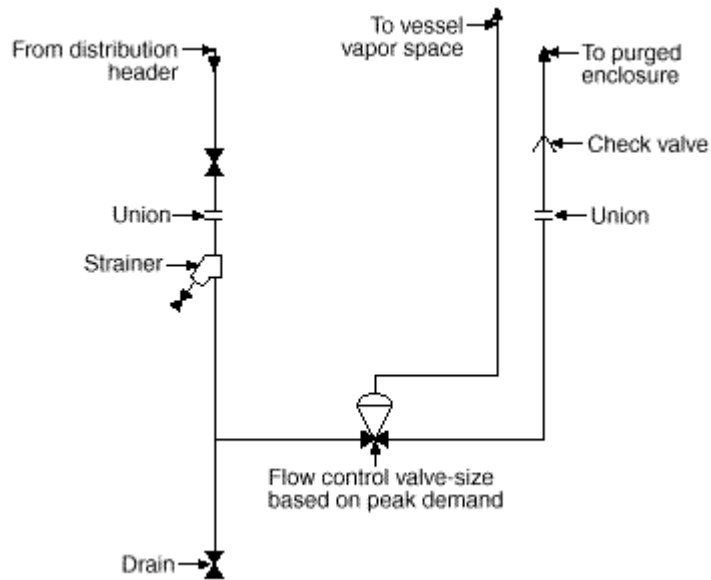 From distribution
header
To vessel
vapor space
To purged
enclosure
Check valve
Union
Union
Strainer
Flow control valve-size
based on peak demand
Drain